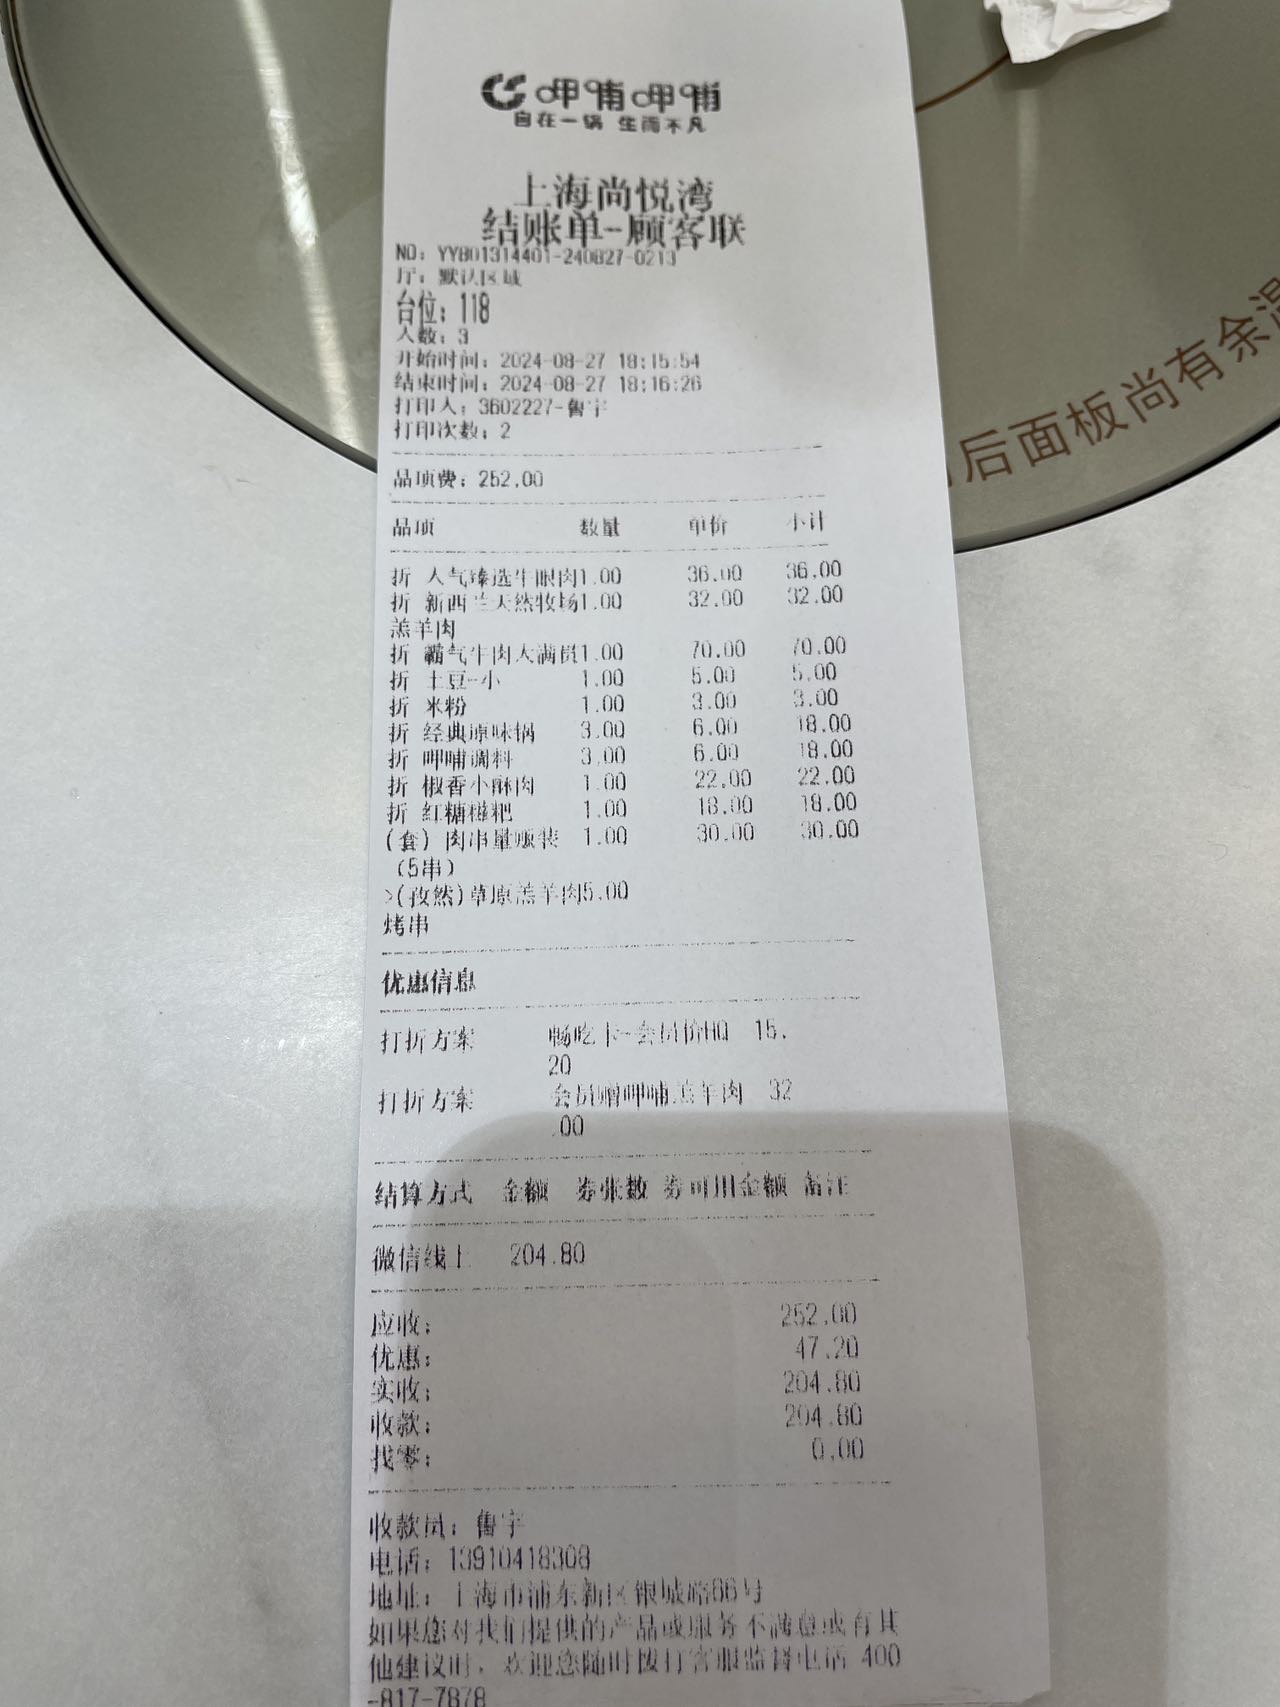 呷哺呷哺
自在一锅 生而不凡
上海尚悦湾
结账单-顾客联
NO: YY801314401-240827-0213
厅: 默认区域
台位: 118
人数: 3
开始时间: 2024-08-27 18:15:54
结束时间: 2024-08-27 18:16:26
打印人: 3602227-鲁宇
打印次数: 2
品项费: 252.00
品项 数量 单价 小计
折 人气臻选牛眼肉1.00 36.00 36.00
折 新西兰天然牧场1.00 32.00 32.00
羔羊肉
折 霸气牛肉大满贯1.00 70.00 70.00
折 土豆-小 1.00 5.00 5.00
折 米粉 1.00 3.00 3.00
折 经典原味锅 3.00 6.00 18.00
折 呷哺调料 3.00 6.00 18.00
折 椒香小酥肉 1.00 22.00 22.00
折 红糖糍粑 1.00 18.00 18.00
(套) 肉串量贩装 1.00 30.00 30.00
(5串)
>(孜然)草原羔羊肉5.00
烤串
优惠信息
打折方案 畅吃卡-会员价HQ 15.
20
打折方案 会员赠呷哺羔羊肉 32
.00
结算方式 金额 券张数 券可用金额 备注
微信线上 204.80
应收: 252.00
优惠: 47.20
实收: 204.80
收款: 204.80
找零: 0.00
收款员: 鲁宇
电话: 13910418308
地址: 上海市浦东新区银城路66号
如果您对我们提供的产品或服务不满意或有其
他建议时, 欢迎您随时拨打客服监督电话 400
-817-7878
后面板尚有余温